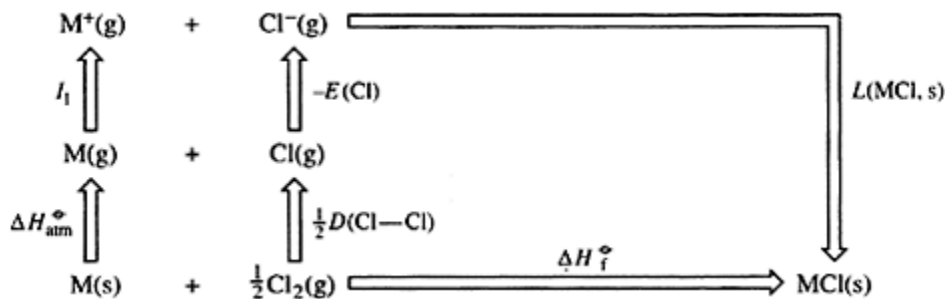 M⁺(g) + Cl⁻(g)
I₁ –E(Cl) L(MCl, s)
M(g) + Cl(g)
ΔH°atm ½D(Cl—Cl)
ΔH°f
M(s) + ½Cl₂(g) MCl(s)